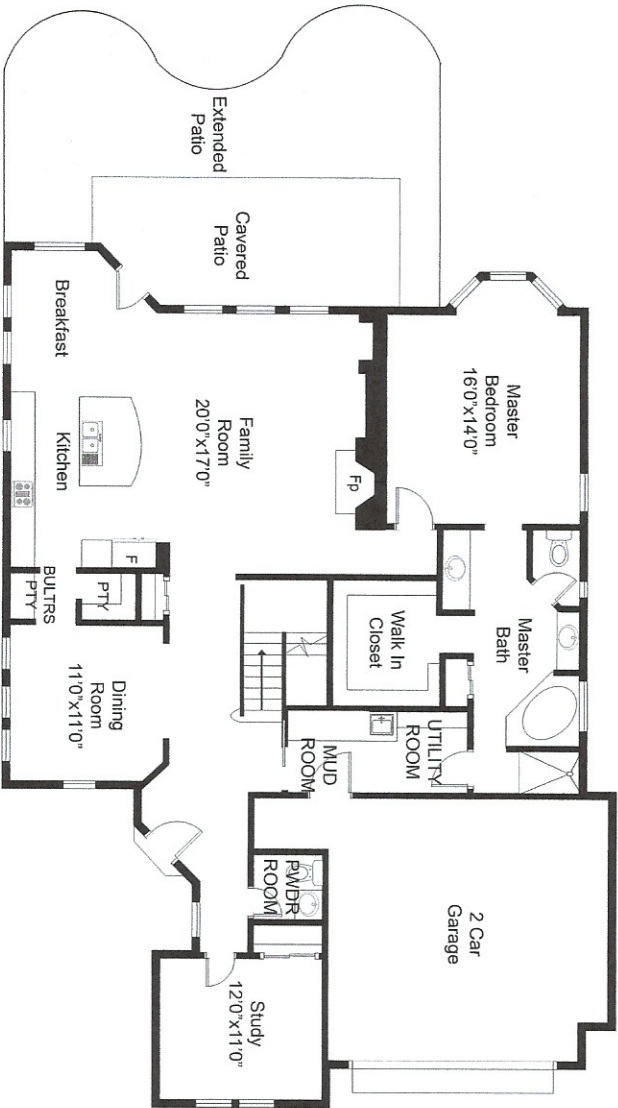 Extended
Patio
Cavered
Patio
Master
Bedroom
16'0"x14'0"
Breakfast
Family
Room
20'0"x17'0"
Fp
Kitchen
F
BULTRS
PTY
PTY
Walk In
Closet
Master
Bath
Dining
Room
11'0"x11'0"
UTILITY
ROOM
MUD
ROOM
PWDR
ROOM
2 Car
Garage
Study
12'0"x11'0"